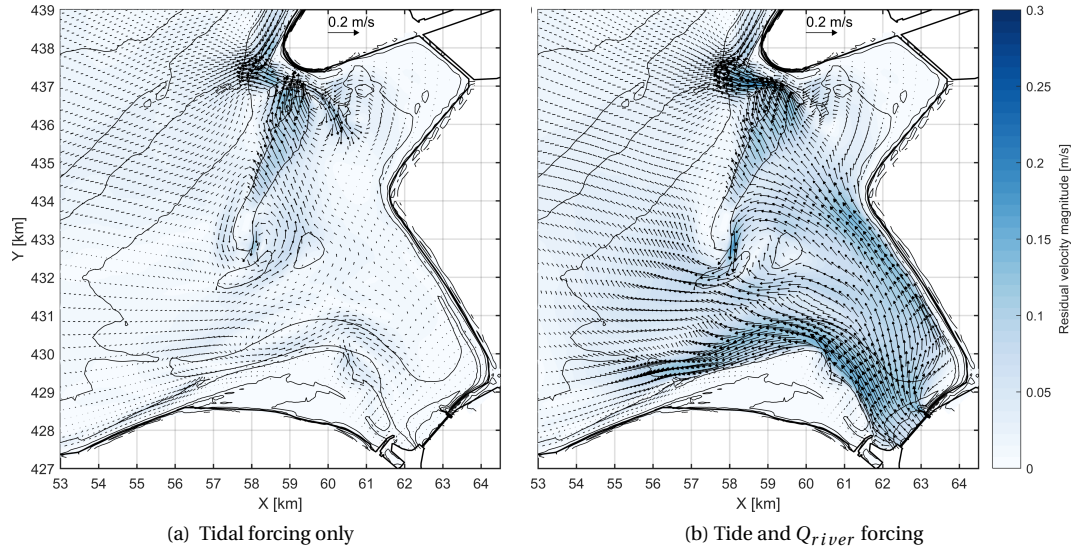 439
438
437
436
435
434
433
432
431
430
429
428
427
Y [km]
53 54 55 56 57 58 59 60 61 62 63 64
X [km]
0.2 m/s
(a) Tidal forcing only
0.2 m/s
53 54 55 56 57 58 59 60 61 62 63 64
X [km]
(b) Tide and Qriver forcing
0.3
0.25
0.2
0.15
0.1
0.05
0
Residual velocity magnitude [m/s]